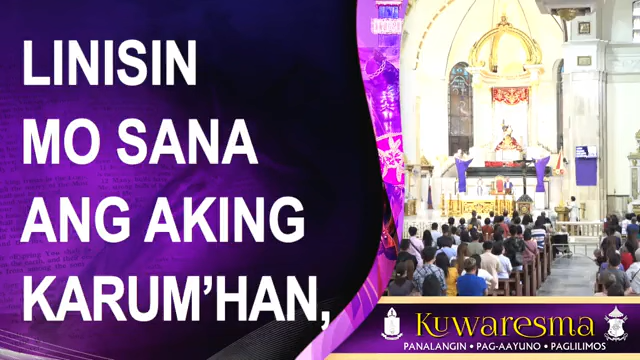 LINISIN
MO SANA
ANG AKING
KARUM’HAN,
Kuwaresma
PANALANGIN • PAG-AAYUNO • PAGLILIMOS